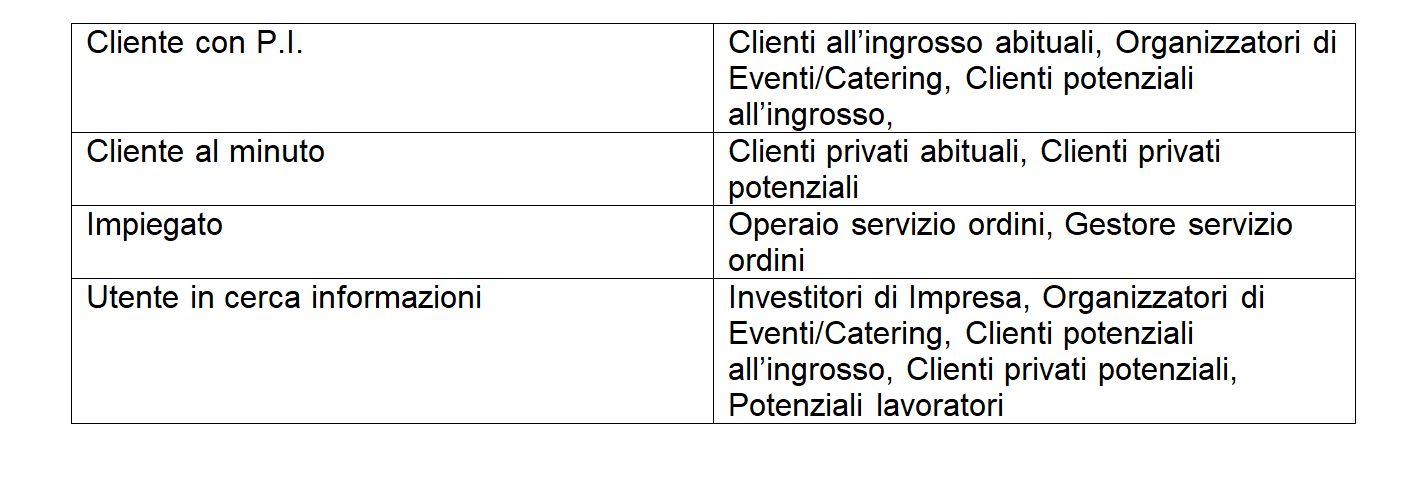 Cliente con P.I.
Clienti all’ingrosso abituali, Organizzatori di
Eventi/Catering, Clienti potenziali
all’ingrosso,
Cliente al minuto
Clienti privati abituali, Clienti privati
potenziali
Impiegato
Operaio servizio ordini, Gestore servizio
ordini
Utente in cerca informazioni
Investitori di Impresa, Organizzatori di
Eventi/Catering, Clienti potenziali
all’ingrosso, Clienti privati potenziali,
Potenziali lavoratori